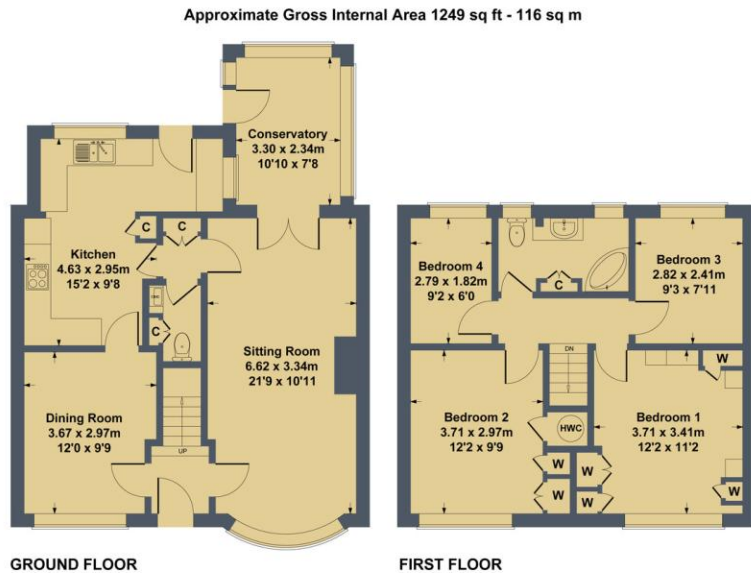 Approximate Gross Internal Area 1249 sq ft - 116 sq m
Conservatory
3.30 x 2.34m
10'10 x 7'8
C
C
Kitchen
4.63 x 2.95m
15'2 x 9'8
C
Sitting Room
6.62 x 3.34m
21'9 x 10'11
Dining Room
3.67 x 2.97m
12'0 x 9'9
UP
GROUND FLOOR
Bedroom 4
2.79 x 1.82m
9'2 x 6'0
C
Bedroom 3
2.82 x 2.41m
9'3 x 7'11
DN
W
Bedroom 2
3.71 x 2.97m
12'2 x 9'9
HWC
Bedroom 1
3.71 x 3.41m
12'2 x 11'2
W
W
W
W
W
FIRST FLOOR